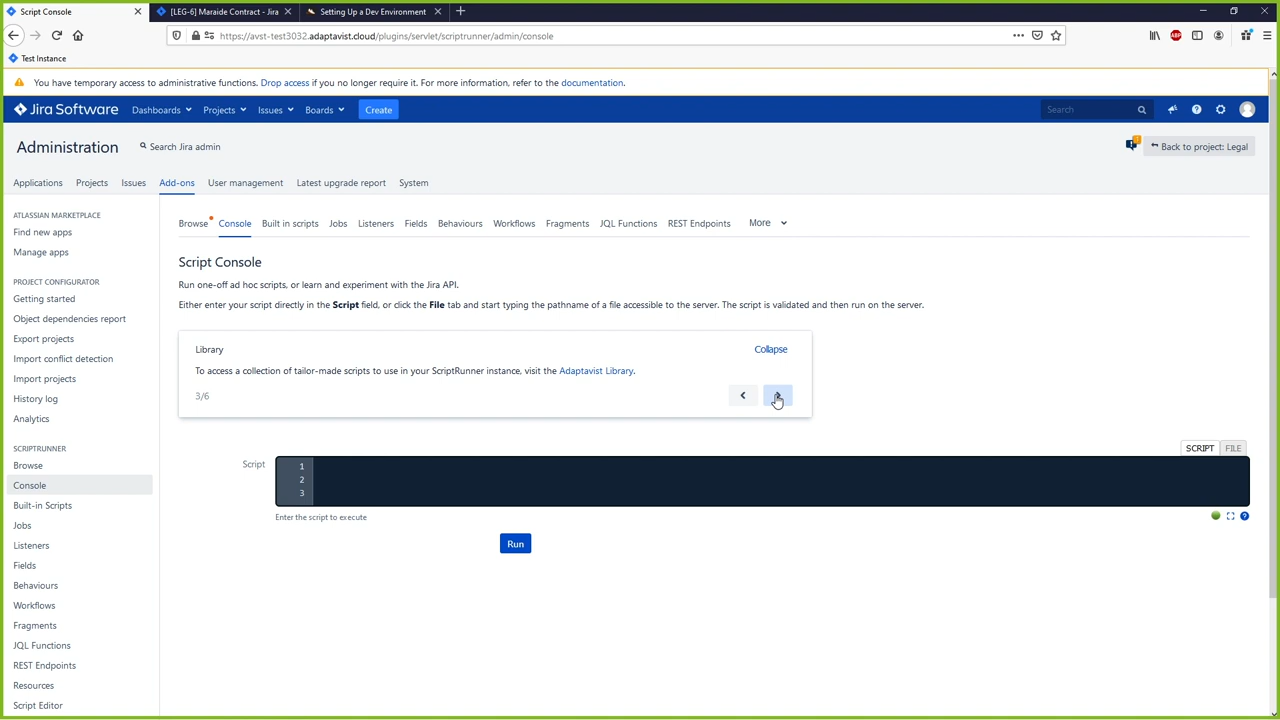 Script Console
[LEG-6] Maraide Contract - Jira
Setting Up a Dev Environment
https://avst-test3032.adaptavist.cloud/plugins/servlet/scriptrunner/admin/console
ABP
Test Instance
You have temporary access to administrative functions. Drop access if you no longer require it. For more information, refer to the documentation.
Jira Software
Dashboards
Projects
Issues
Boards
Create
Search
Administration
Search Jira admin
Back to project: Legal
Applications
Projects
Issues
Add-ons
User management
Latest upgrade report
System
ATLASSIAN MARKETPLACE
Find new apps
Manage apps
PROJECT CONFIGURATOR
Getting started
Object dependencies report
Export projects
Import conflict detection
Import projects
History log
Analytics
SCRIPTRUNNER
Browse
Console
Built-in Scripts
Jobs
Listeners
Fields
Behaviours
Workflows
Fragments
JQL Functions
REST Endpoints
Resources
Script Editor
Browse
Console
Built in scripts
Jobs
Listeners
Fields
Behaviours
Workflows
Fragments
JQL Functions
REST Endpoints
More
Script Console
Run one-off ad hoc scripts, or learn and experiment with the Jira API.
Either enter your script directly in the Script field, or click the File tab and start typing the pathname of a file accessible to the server. The script is validated and then run on the server.
Library
Collapse
To access a collection of tailor-made scripts to use in your ScriptRunner instance, visit the Adaptavist Library.
3/6
SCRIPT
FILE
Script
1
2
3
Enter the script to execute
Run